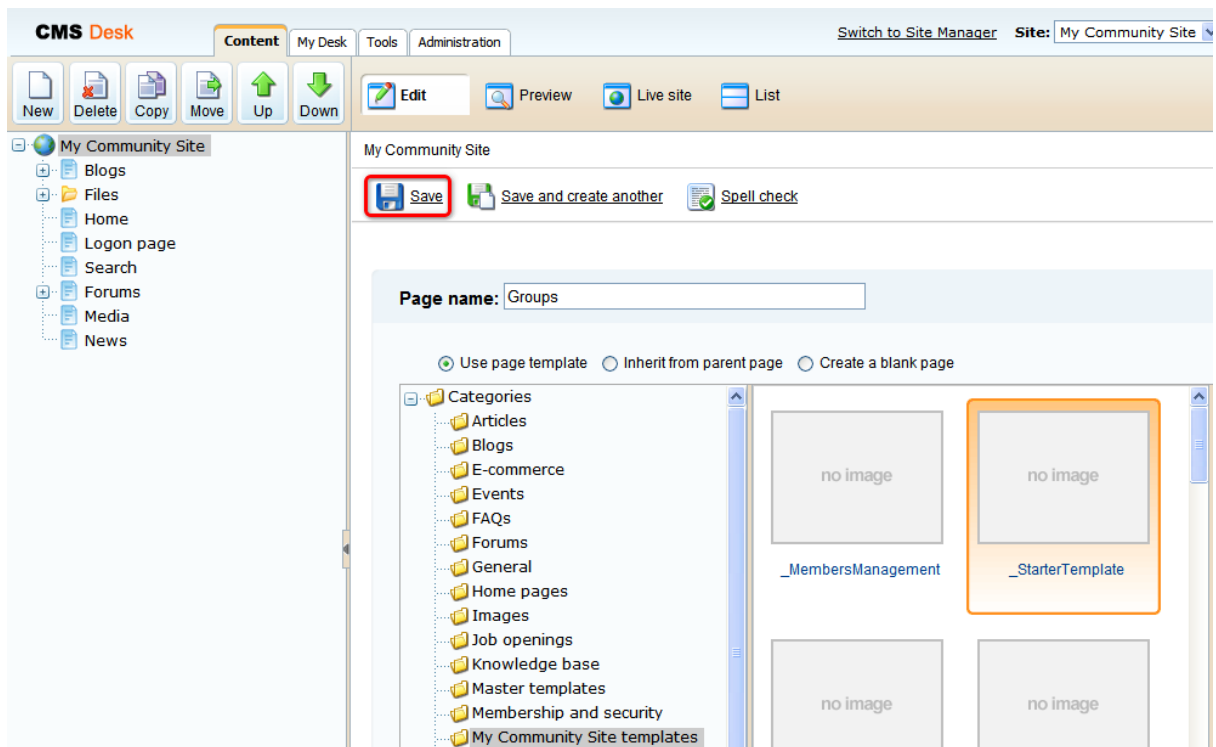 CMS Desk
Content
My Desk
Tools
Administration
Switch to Site Manager
Site: My Community Site
New
Delete
Copy
Move
Up
Down
Edit
Preview
Live site
List
My Community Site
Blogs
Files
Home
Logon page
Search
Forums
Media
News
My Community Site
Save
Save and create another
Spell check
Page name: Groups
Use page template
Inherit from parent page
Create a blank page
Categories
Articles
Blogs
E-commerce
Events
FAQs
Forums
General
Home pages
Images
Job openings
Knowledge base
Master templates
Membership and security
My Community Site templates
no image
no image
_MembersManagement
_StarterTemplate
no image
no image